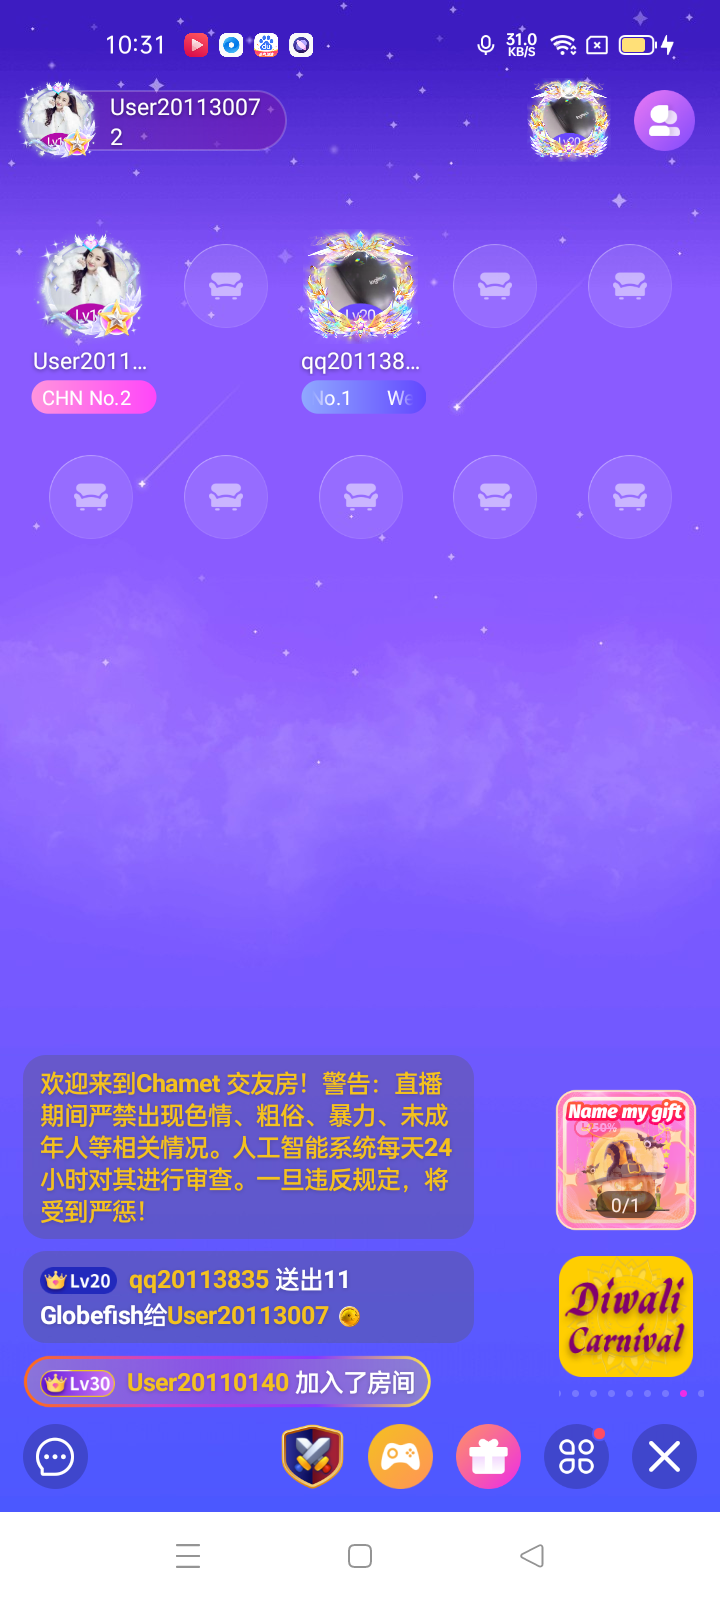 10:31
31.0
KB/S
User20113007
2
Lv20
User2011...
qq201138...
CHN No.2
No.1 We
欢迎来到Chamet 交友房！警告：直播
期间严禁出现色情、粗俗、暴力、未成
年人等相关情况。人工智能系统每天24
小时对其进行审查。一旦违反规定，将
受到严惩！
Name my gift
50%
0/1
Lv20 qq20113835 送出11
Globefish给User20113007
Diwali
Carnival
Lv30 User20110140 加入了房间